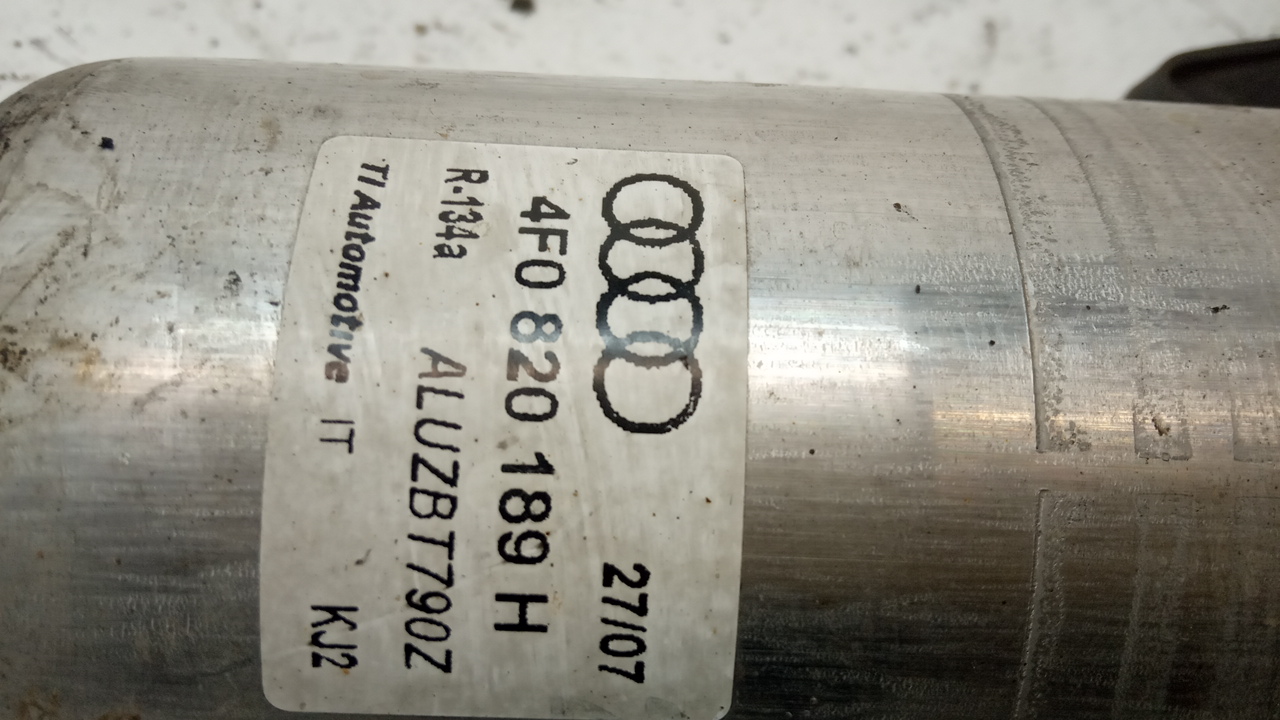 27/07
4F0 820 189 H
R-134a ALUZBT790Z
TI Automotive IT KJ2